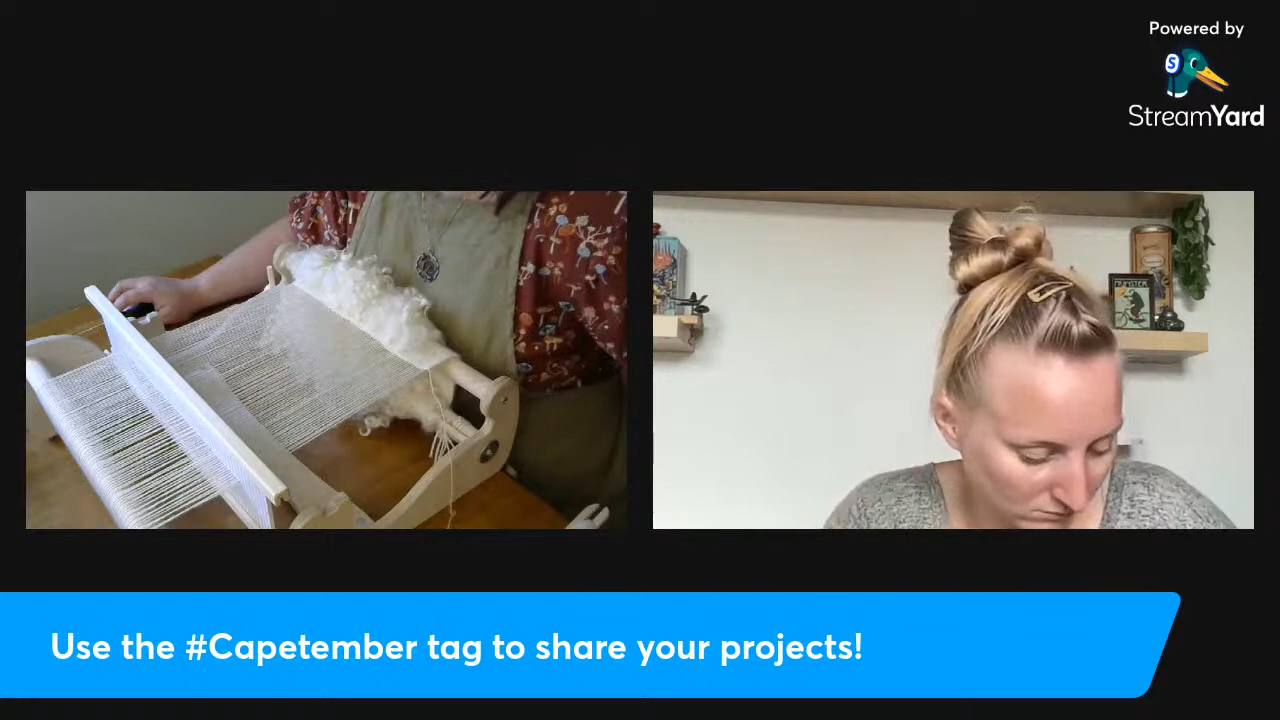 Powered by
S
StreamYard
Use the #Capetember tag to share your projects!